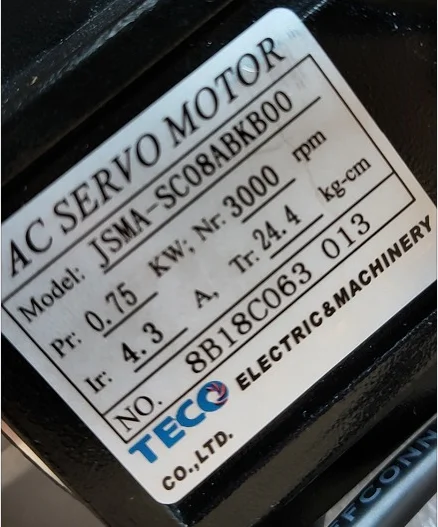 AC SERVO MOTOR
Model: JSMA-SC08ABKB00
Pr: 0.75 KW; Nr: 3000 rpm
Ir: 4.3 A, Tr: 24.4 kg-cm
NO. 8B18C063 013
TECO ELECTRIC&MACHINERY
CO.,LTD.